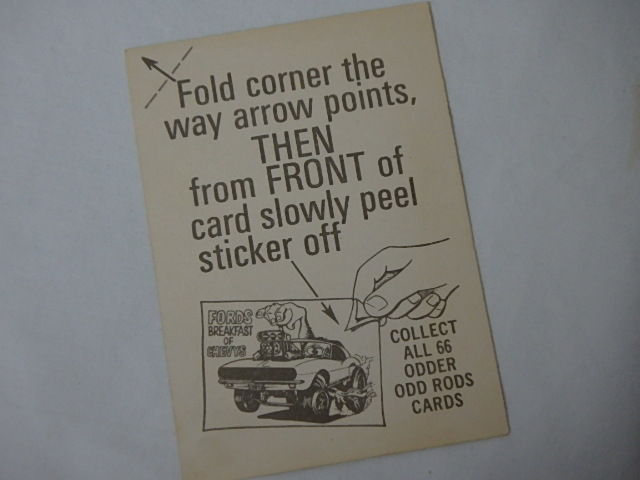 Fold corner the
way arrow points,
THEN
from FRONT of
card slowly peel
sticker off
FORDS
BREAKFAST
OF
CHEVYS
COLLECT
ALL 66
ODDER
ODD RODS
CARDS